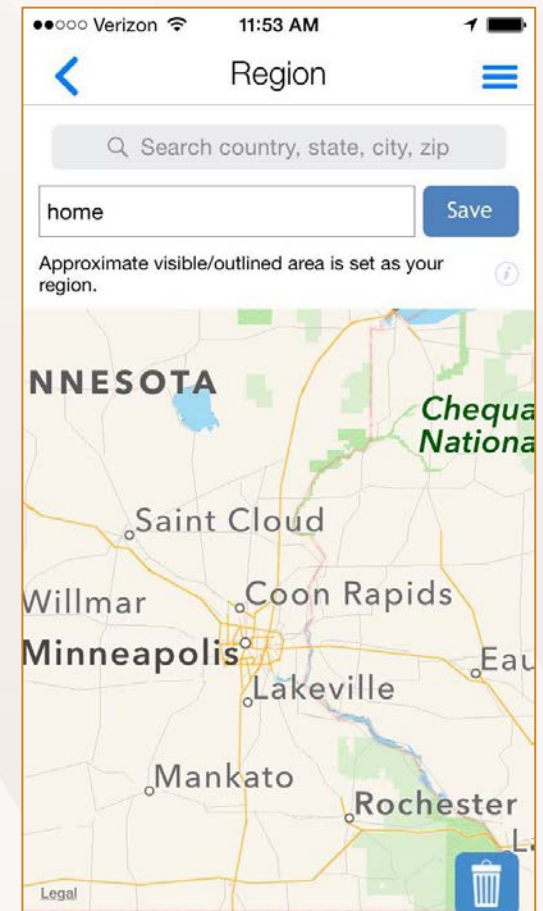 Verizon 11:53 AM
Region
Search country, state, city, zip
home
Save
Approximate visible/outlined area is set as your
region.
NNESOTA
Chequa
Nationa
Saint Cloud
Willmar
Coon Rapids
Minneapolis
Eau
Lakeville
Mankato
Rochester
L
Legal